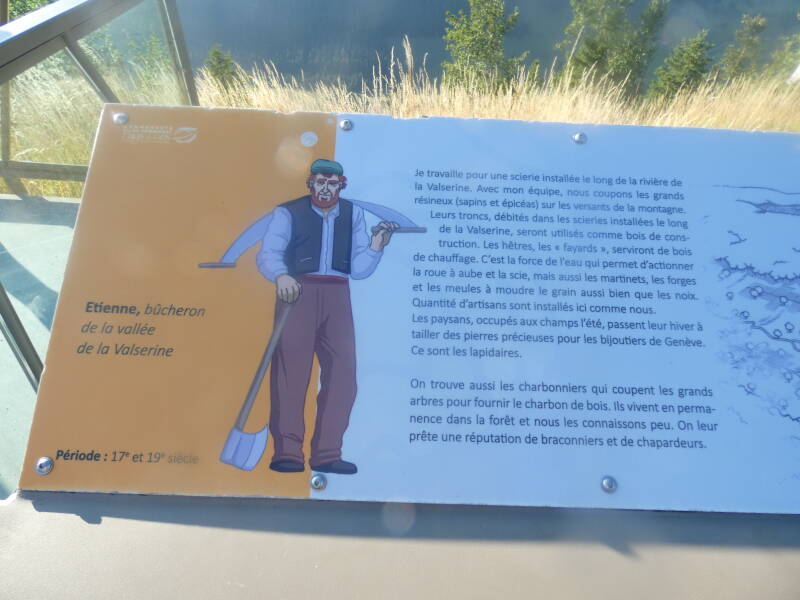 Etienne, bûcheron
de la vallée
de la Valserine
Période : 17e et 19e siècle
Je travaille pour une scierie installée le long de la rivière de
la Valserine. Avec mon équipe, nous coupons les grands
résineux (sapins et épicéas) sur les versants de la montagne.
Leurs troncs, débités dans les scieries installées le long
de la Valserine, seront utilisés comme bois de cons-
truction. Les hêtres, les « fayards », serviront de bois
de chauffage. C'est la force de l'eau qui permet d'actionner
la roue à aube et la scie, mais aussi les martinets, les forges
et les meules à moudre le grain aussi bien que les noix.
Quantité d'artisans sont installés ici comme nous.
Les paysans, occupés aux champs l'été, passent leur hiver à
tailler des pierres précieuses pour les bijoutiers de Genève.
Ce sont les lapidaires.
On trouve aussi les charbonniers qui coupent les grands
arbres pour fournir le charbon de bois. Ils vivent en perma-
nence dans la forêt et nous les connaissons peu. On leur
prête une réputation de braconniers et de chapardeurs.